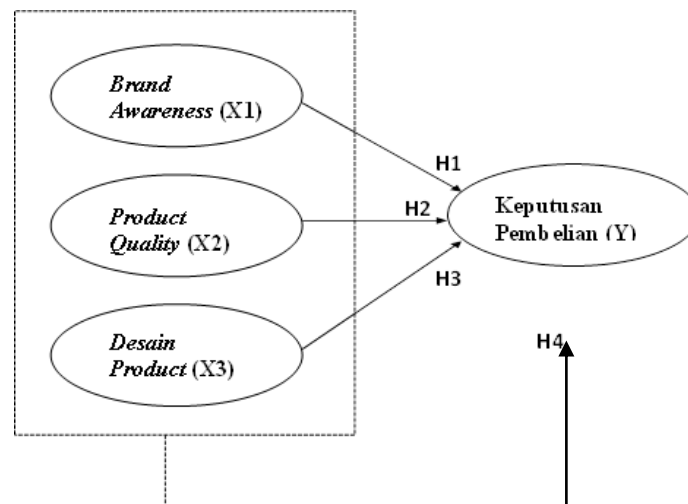 Brand
Awareness (X1)
H1
Product
Quality (X2)
H2
Keputusan
Pembelian (Y)
H3
Desain
Product (X3)
H4